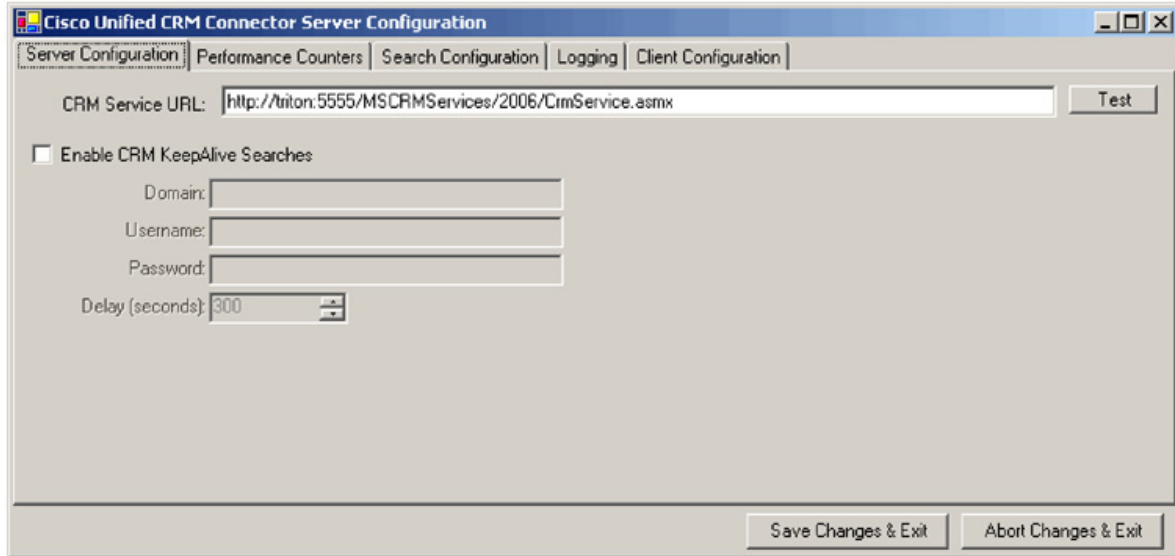 Cisco Unified CRM Connector Server Configuration
Server Configuration Performance Counters Search Configuration Logging Client Configuration
CRM Service URL: http://triton:5555/MSCRMServices/2006/CrmService.asmx Test
Enable CRM KeepAlive Searches
Domain:
Username:
Password:
Delay (seconds): 300
Save Changes & Exit Abort Changes & Exit